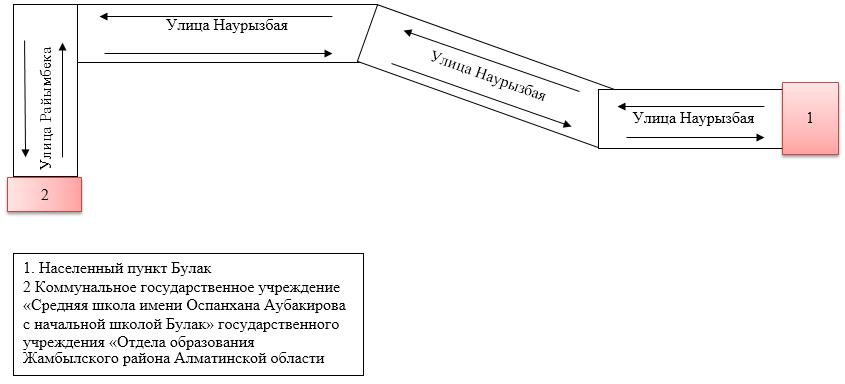 Улица Наурызбая
Улица Райымбека
Улица Наурызбая
Улица Наурызбая
1
2
1. Населенный пункт Булак
2 Коммунальное государственное учреждение
«Средняя школа имени Оспанхана Аубакирова
с начальной школой Булак» государственного
учреждения «Отдела образования
Жамбылского района Алматинской области